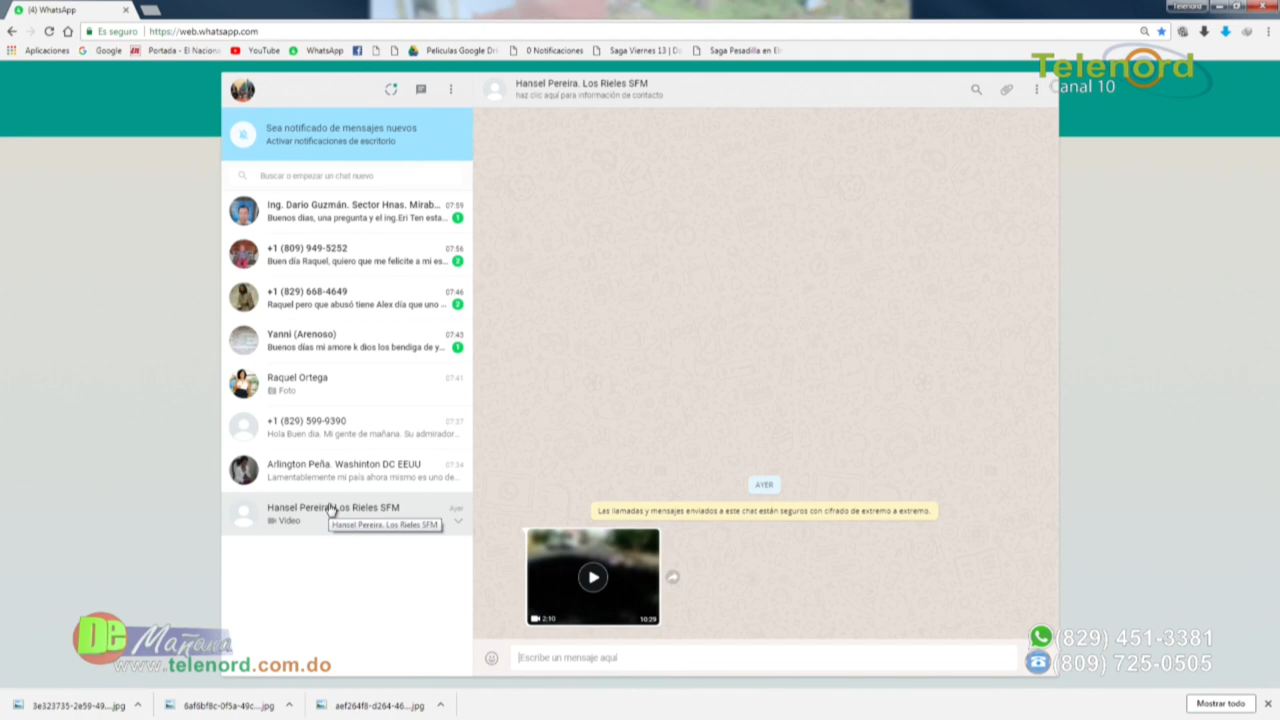 (4) WhatsApp
Telenord
Es seguro | https://web.whatsapp.com
Aplicaciones Google Portada - El Naciona YouTube WhatsApp Peliculas Google Dri 0 Notificaciones Saga Viernes 13 | D Saga Pesadilla en El
Telenord
Canal 10
Hansel Pereira. Los Rieles SFM
haz clic aquí para información de contacto
Sea notificado de mensajes nuevos
Activar notificaciones de escritorio
Buscar o empezar un chat nuevo
Ing. Dario Guzmán. Sector Hnas. Mirab... 07:59
Buenos dias, una pregunta y el ing.Eri Ten esta... 1
+1 (809) 949-5252 07:56
Buen día Raquel, quiero que me felicite a mi es... 2
+1 (829) 668-4649 07:46
Raquel pero que abusó tiene Alex día que uno ... 2
Yanni (Arenoso) 07:43
Buenos días mi amore k dios los bendiga de y... 1
Raquel Ortega 07:41
Foto
+1 (829) 599-9390 07:37
Hola Buen dia. Mi gente de mañana. Su admirador...
Arlington Peña. Washinton DC EEUU 07:34
Lamentablemente mi país ahora mismo es uno de...
Hansel Pereira. Los Rieles SFM Ayer
Video
Hansel Pereira. Los Rieles SFM
AYER
Las llamadas y mensajes enviados a este chat están seguros con cifrado de extremo a extremo.
2:10 10:29
Escribe un mensaje aquí
De Mañana
www.telenord.com.do
(829) 451-3381
(809) 725-0505
3e323735-2e59-49....jpg 6af6bf8c-0f5a-49c....jpg aef264f8-d264-46....jpg Mostrar todo